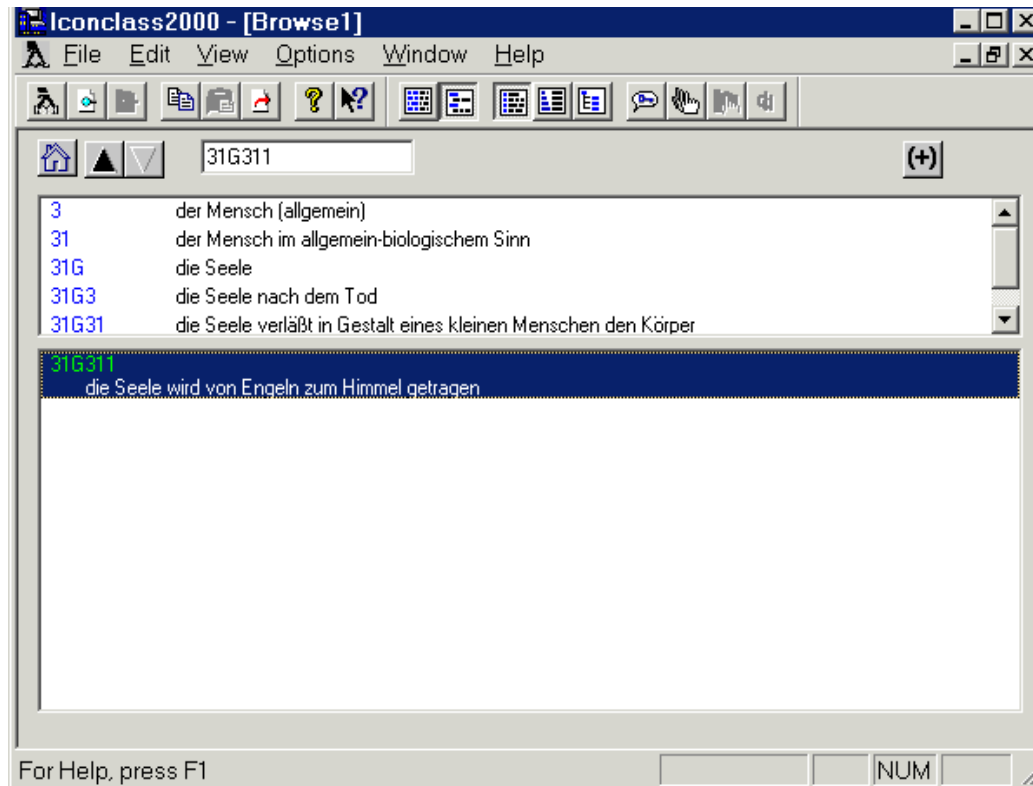 Iconclass2000 - [Browse1]
File Edit View Options Window Help
31G311
(+)
3 der Mensch (allgemein)
31 der Mensch im allgemein-biologischem Sinn
31G die Seele
31G3 die Seele nach dem Tod
31G31 die Seele verläßt in Gestalt eines kleinen Menschen den Körper
31G311
die Seele wird von Engeln zum Himmel getragen
For Help, press F1 NUM